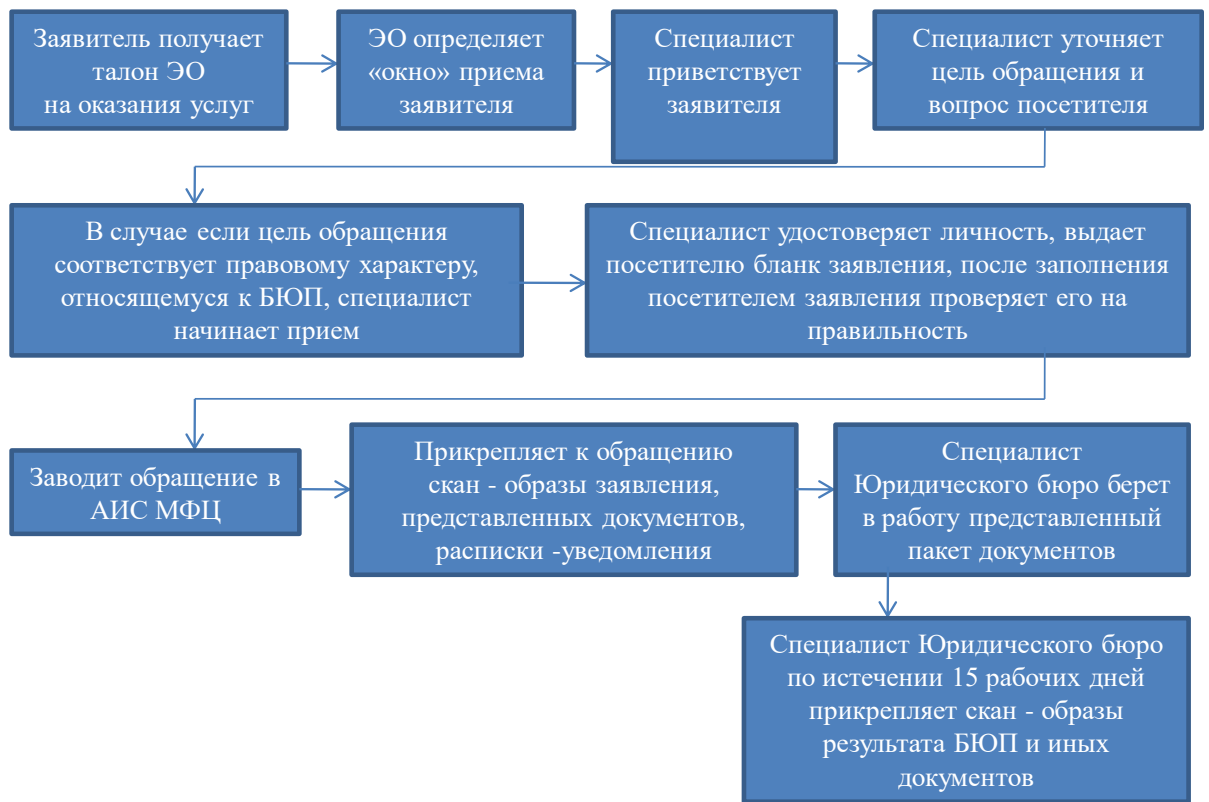 Заявитель получает
талон ЭО
на оказания услуг
ЭО определяет
«окно» приема
заявителя
Специалист
приветствует
заявителя
Специалист уточняет
цель обращения и
вопрос посетителя
В случае если цель обращения
соответствует правовому характеру,
относящемуся к БЮП, специалист
начинает прием
Специалист удостоверяет личность, выдает
посетителю бланк заявления, после заполнения
посетителем заявления проверяет его на
правильность
Заводит обращение в
АИС МФЦ
Прикрепляет к обращению
скан - образы заявления,
представленных документов,
расписки -уведомления
Специалист
Юридического бюро берет
в работу представленный
пакет документов
Специалист Юридического бюро
по истечении 15 рабочих дней
прикрепляет скан - образы
результата БЮП и иных
документов